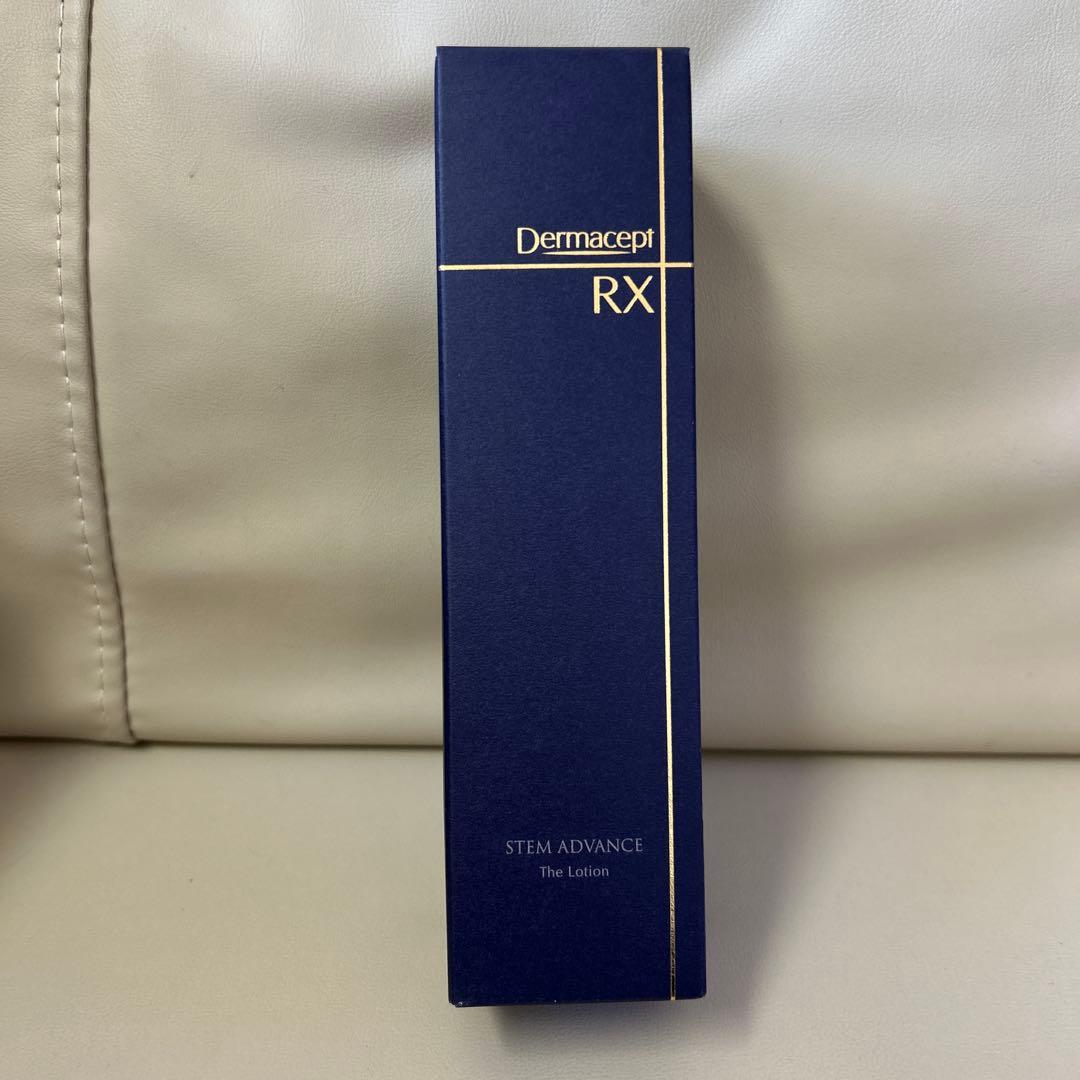 Dermacept
RX
STEM ADVANCE
The Lotion